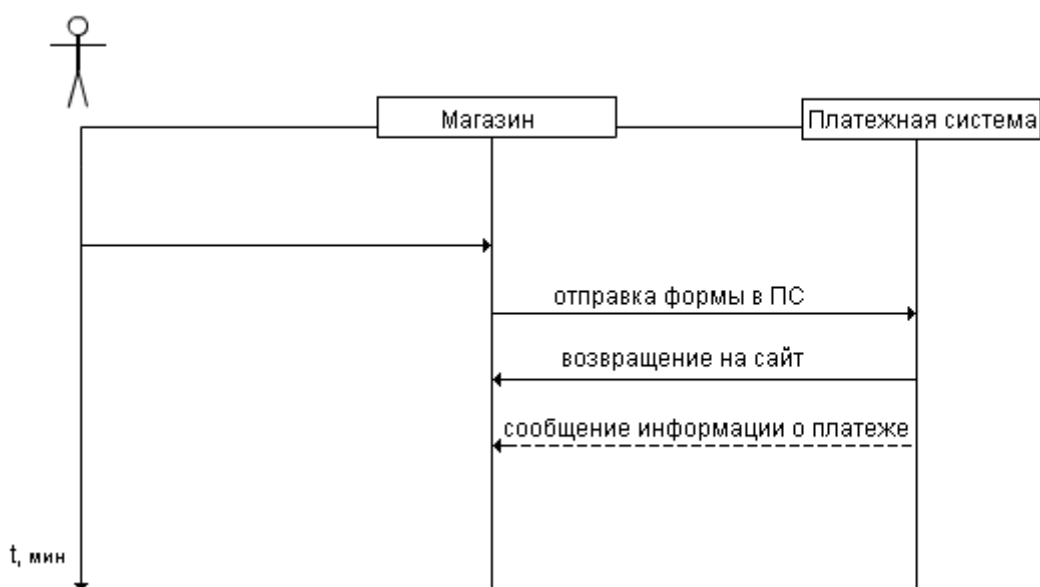 Магазин
Платежная система
отправка формы в ПС
возвращение на сайт
сообщение информации о платеже
t, мин